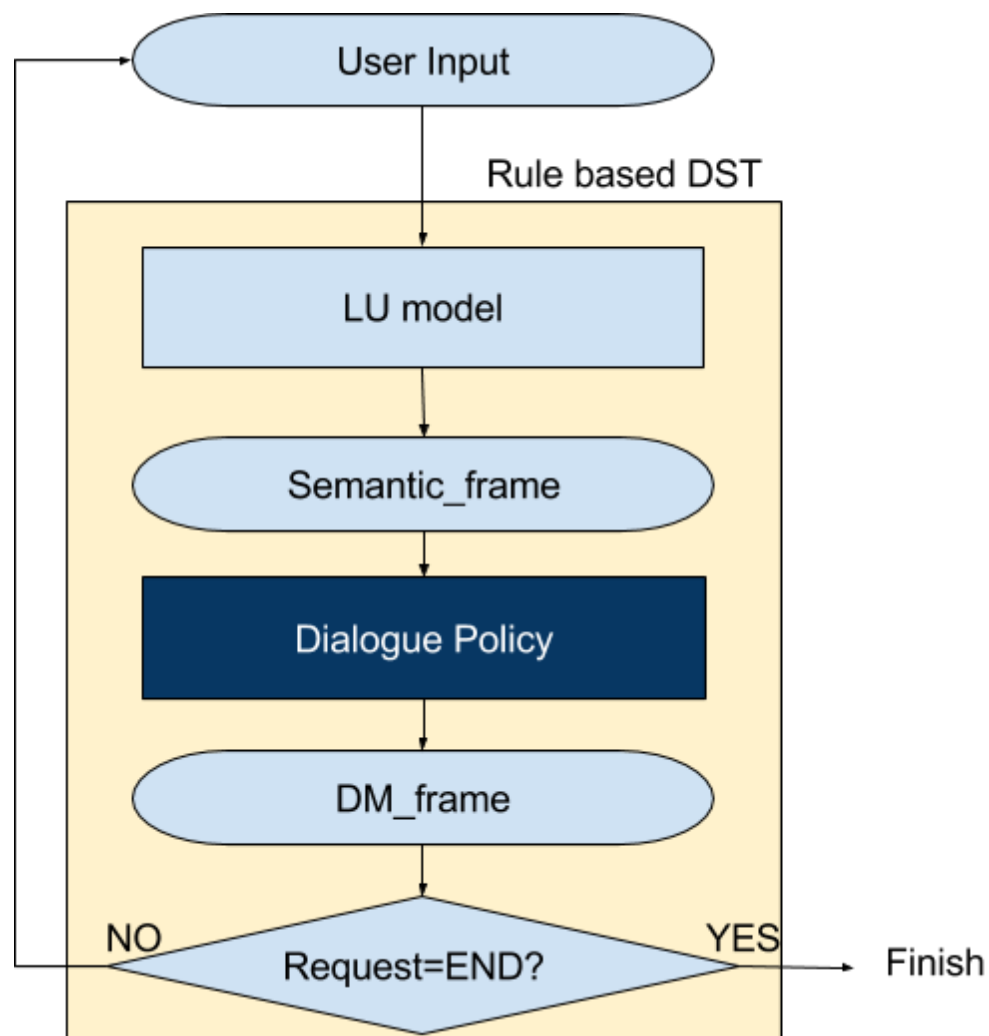 User Input
Rule based DST
LU model
Semantic_frame
Dialogue Policy
DM_frame
NO
YES
Request=END?
Finish